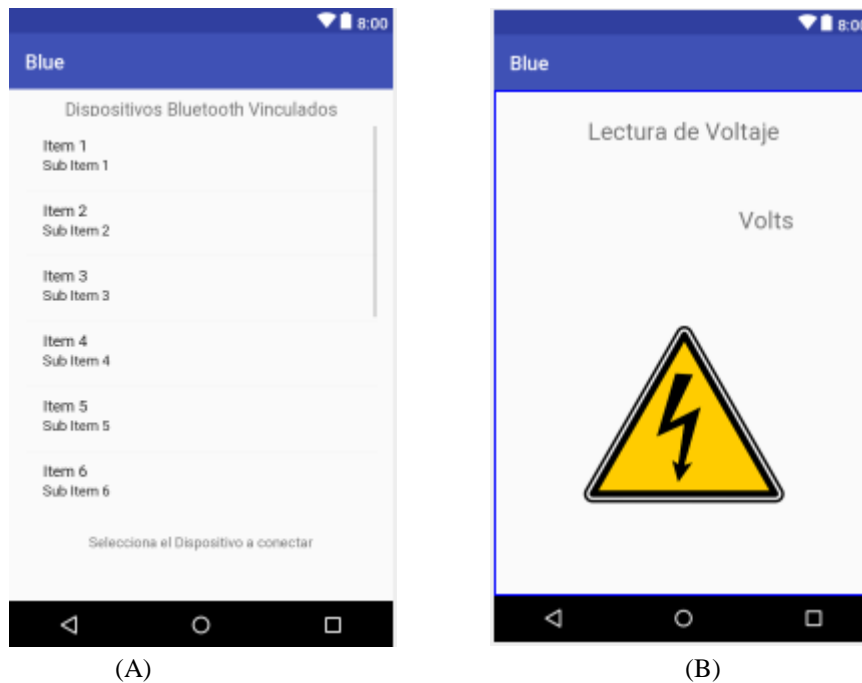 8:00
Blue
Dispositivos Bluetooth Vinculados
Item 1
Sub Item 1
Item 2
Sub Item 2
Item 3
Sub Item 3
Item 4
Sub Item 4
Item 5
Sub Item 5
Item 6
Sub Item 6
Selecciona el Dispositivo a conectar
(A)
8:00
Blue
Lectura de Voltaje
Volts
(B)